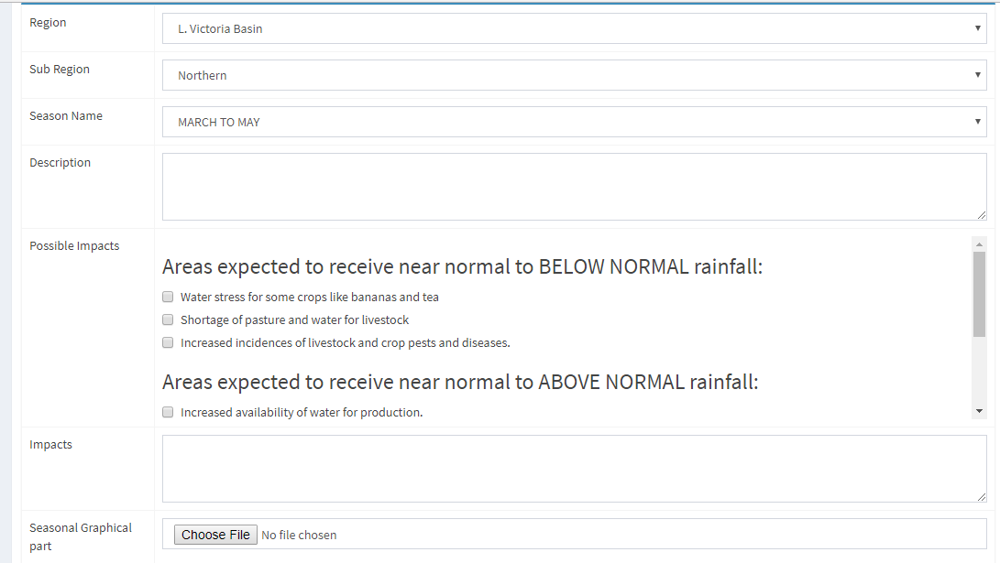 Region
L. Victoria Basin
Sub Region
Northern
Season Name
MARCH TO MAY
Description
Possible Impacts
Areas expected to receive near normal to BELOW NORMAL rainfall:
Water stress for some crops like bananas and tea
Shortage of pasture and water for livestock
Increased incidences of livestock and crop pests and diseases.
Areas expected to receive near normal to ABOVE NORMAL rainfall:
Increased availability of water for production.
Impacts
Seasonal Graphical
part
Choose File No file chosen